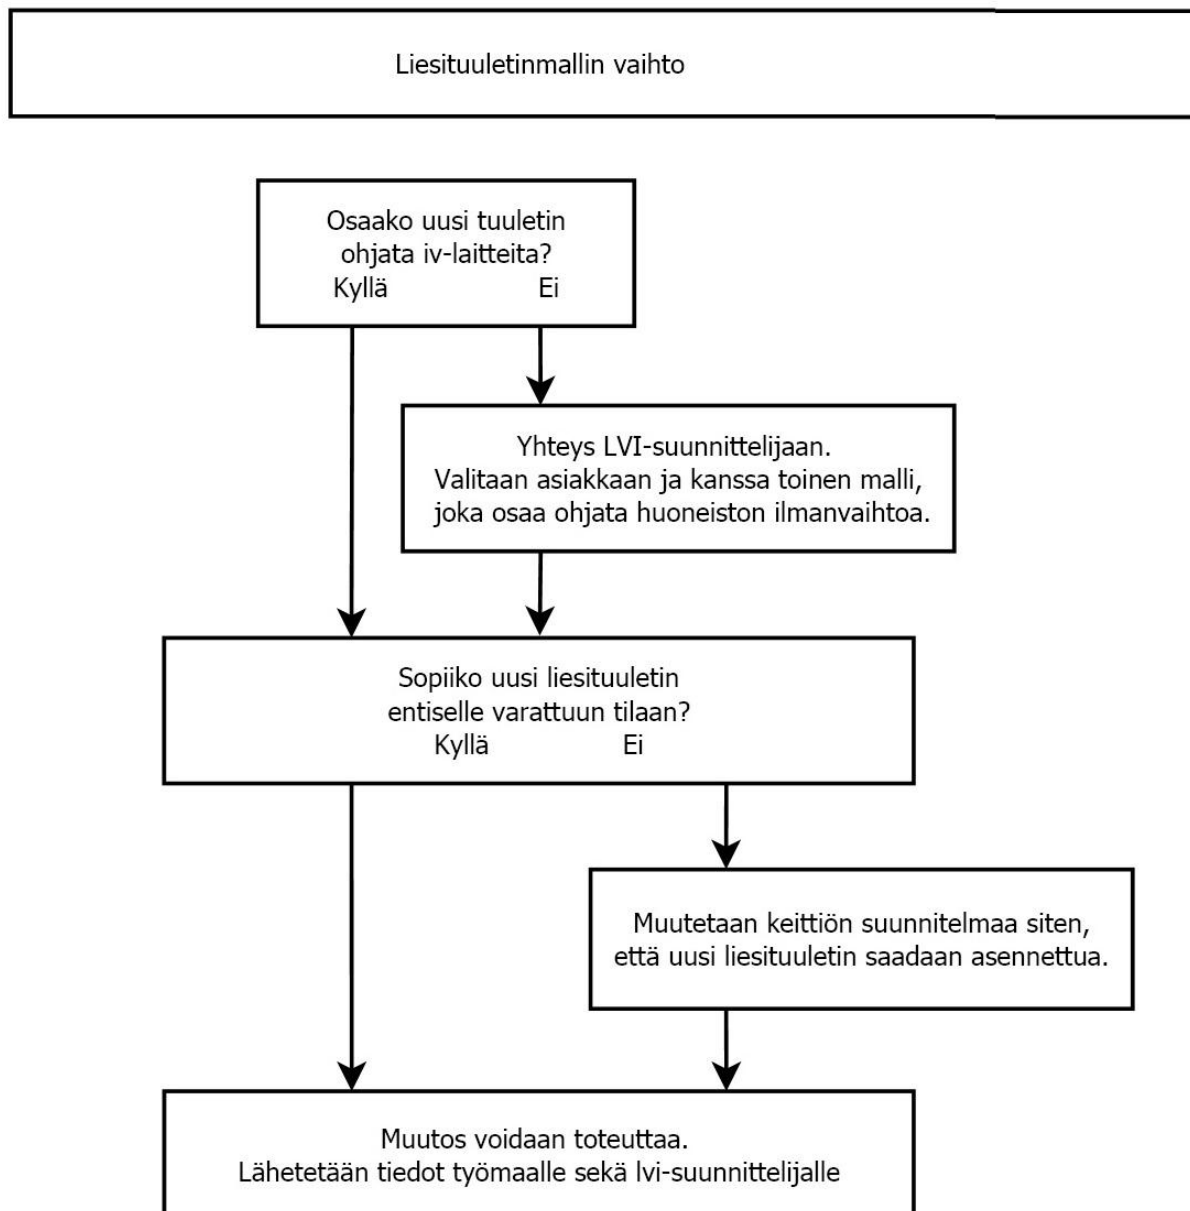 Liesituuletinmallin vaihto
Osaako uusi tuuletin
ohjata iv-laitteita?
Kyllä Ei
Yhteys LVI-suunnittelijaan.
Valitaan asiakkaan ja kanssa toinen malli,
joka osaa ohjata huoneiston ilmanvaihtoa.
Sopiiko uusi liesituuletin
entiselle varattuun tilaan?
Kyllä Ei
Muutetaan keittiön suunnitelmaa siten,
että uusi liesituuletin saadaan asennettua.
Muutos voidaan toteuttaa.
Lähetetään tiedot työmaalle sekä lvi-suunnittelijalle